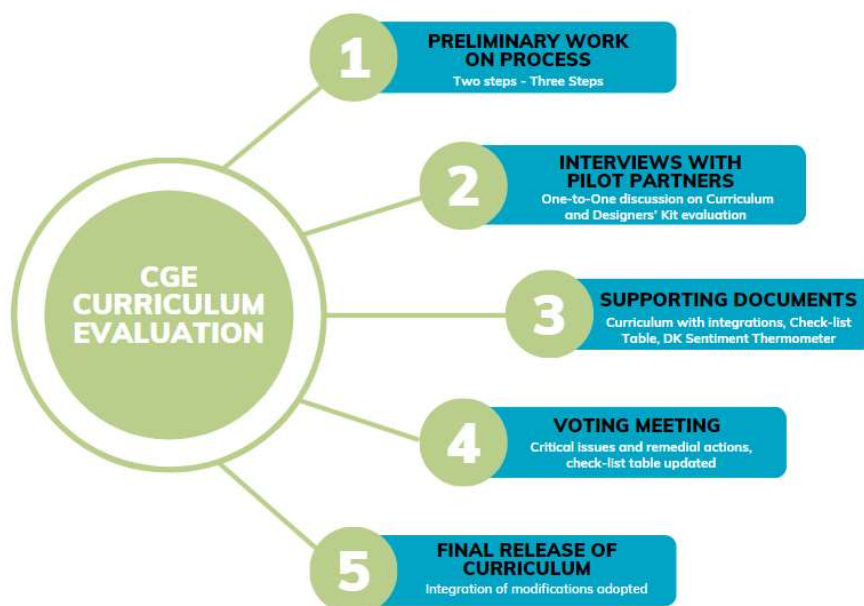 CGE
CURRICULUM
EVALUATION
1
PRELIMINARY WORK
ON PROCESS
Two steps - Three Steps
2
INTERVIEWS WITH
PILOT PARTNERS
One-to-One discussion on Curriculum
and Designers' Kit evaluation
3
SUPPORTING DOCUMENTS
Curriculum with integrations, Check-list
Table, DK Sentiment Thermometer
4
VOTING MEETING
Critical issues and remedial actions,
check-list table updated
5
FINAL RELEASE OF
CURRICULUM
Integration of modifications adopted